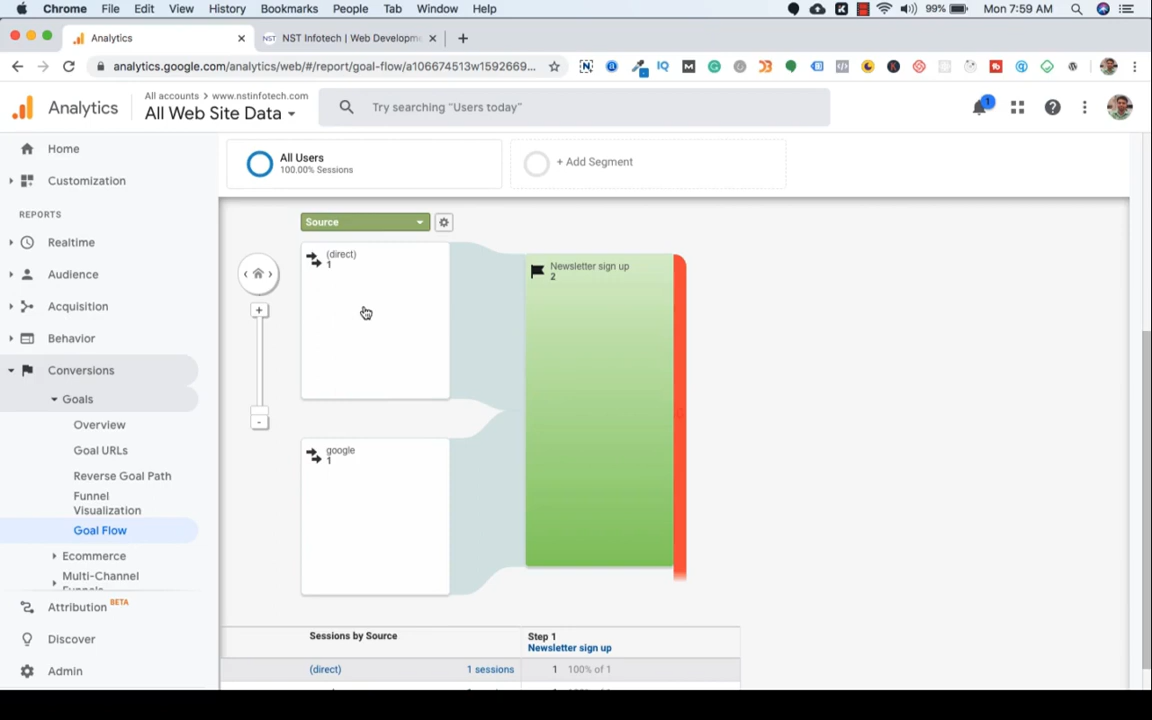 Chrome File Edit View History Bookmarks People Tab Window Help 99% Mon 7:59 AM
Analytics NST Infotech | Web Developm
analytics.google.com/analytics/web/#/report/goal-flow/a106674513w1592669...
Analytics
All accounts > www.nstinfotech.com
All Web Site Data
Try searching "Users today"
1
Home
Customization
REPORTS
Realtime
Audience
Acquisition
Behavior
Conversions
Goals
Overview
Goal URLs
Reverse Goal Path
Funnel
Visualization
Goal Flow
Ecommerce
Multi-Channel
Attribution BETA
Discover
Admin
All Users
100.00% Sessions
+ Add Segment
Source
(direct)
1
google
1
Newsletter sign up
2
+
-
Sessions by Source
Step 1
Newsletter sign up
(direct) 1 sessions 1 100% of 1